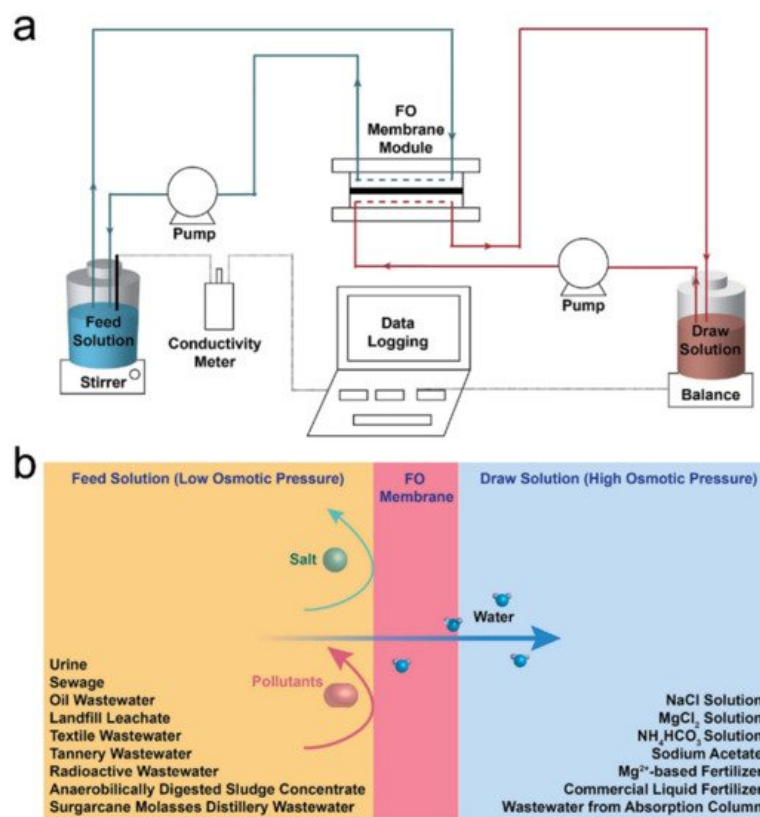 a
FO
Membrane
Module
Pump
Pump
Feed
Solution
Conductivity
Meter
Data
Logging
Draw
Solution
Stirrer
Balance
b
Feed Solution (Low Osmotic Pressure)
FO
Membrane
Draw Solution (High Osmotic Pressure)
Salt
Water
Pollutants
Urine
Sewage
Oil Wastewater
Landfill Leachate
Textile Wastewater
Tannery Wastewater
Radioactive Wastewater
Anaerobilically Digested Sludge Concentrate
Surgarcane Molasses Distillery Wastewater
NaCl Solution
MgCl₂ Solution
NH₄HCO₃ Solution
Sodium Acetate
Mg²⁺-based Fertilizer
Commercial Liquid Fertilizer
Wastewater from Absorption Column